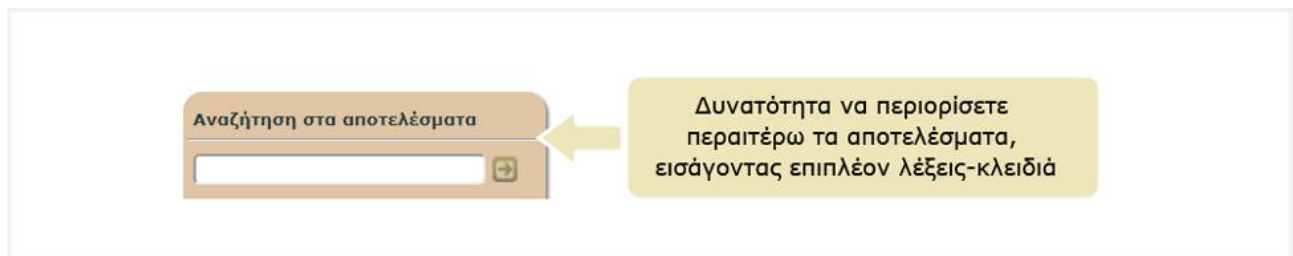 Αναζήτηση στα αποτελέσματα
Δυνατότητα να περιορίσετε
περαιτέρω τα αποτελέσματα,
εισάγοντας επιπλέον λέξεις-κλειδιά